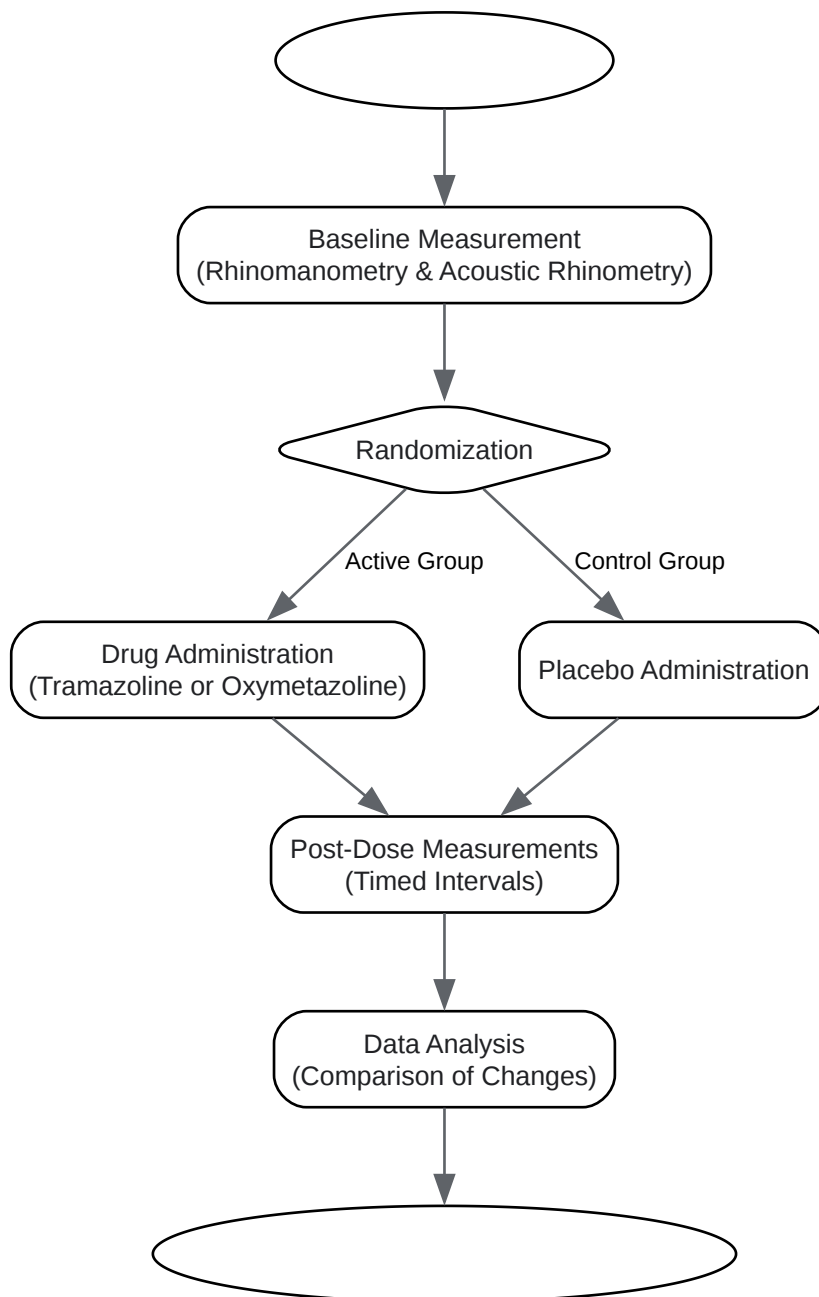 Baseline Measurement
(Rhinomanometry & Acoustic Rhinometry)
Randomization
Active Group
Control Group
Drug Administration
(Tramazoline or Oxymetazoline)
Placebo Administration
Post-Dose Measurements
(Timed Intervals)
Data Analysis
(Comparison of Changes)